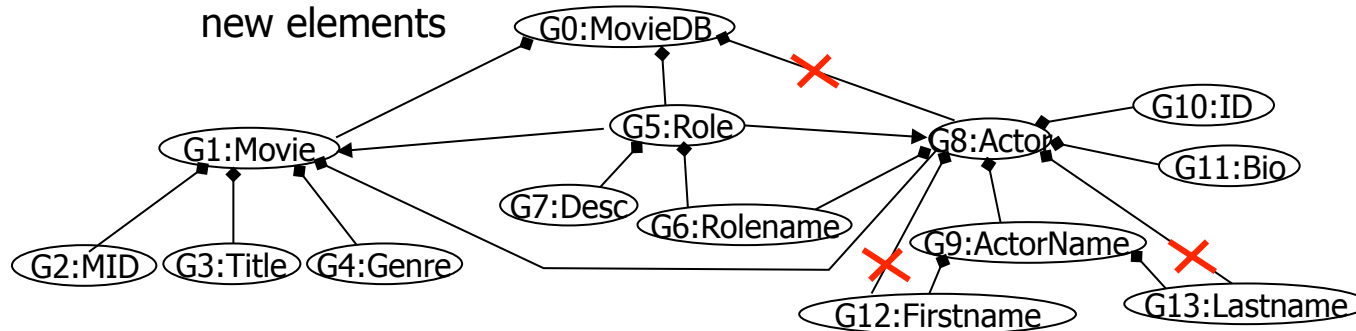 new elements
G0:MovieDB
G10:ID
G1:Movie
G5:Role
G8:Actor
G11:Bio
G7:Desc
G6:Rolename
G9:ActorName
G2:MID
G3:Title
G4:Genre
G12:Firstname
G13:Lastname